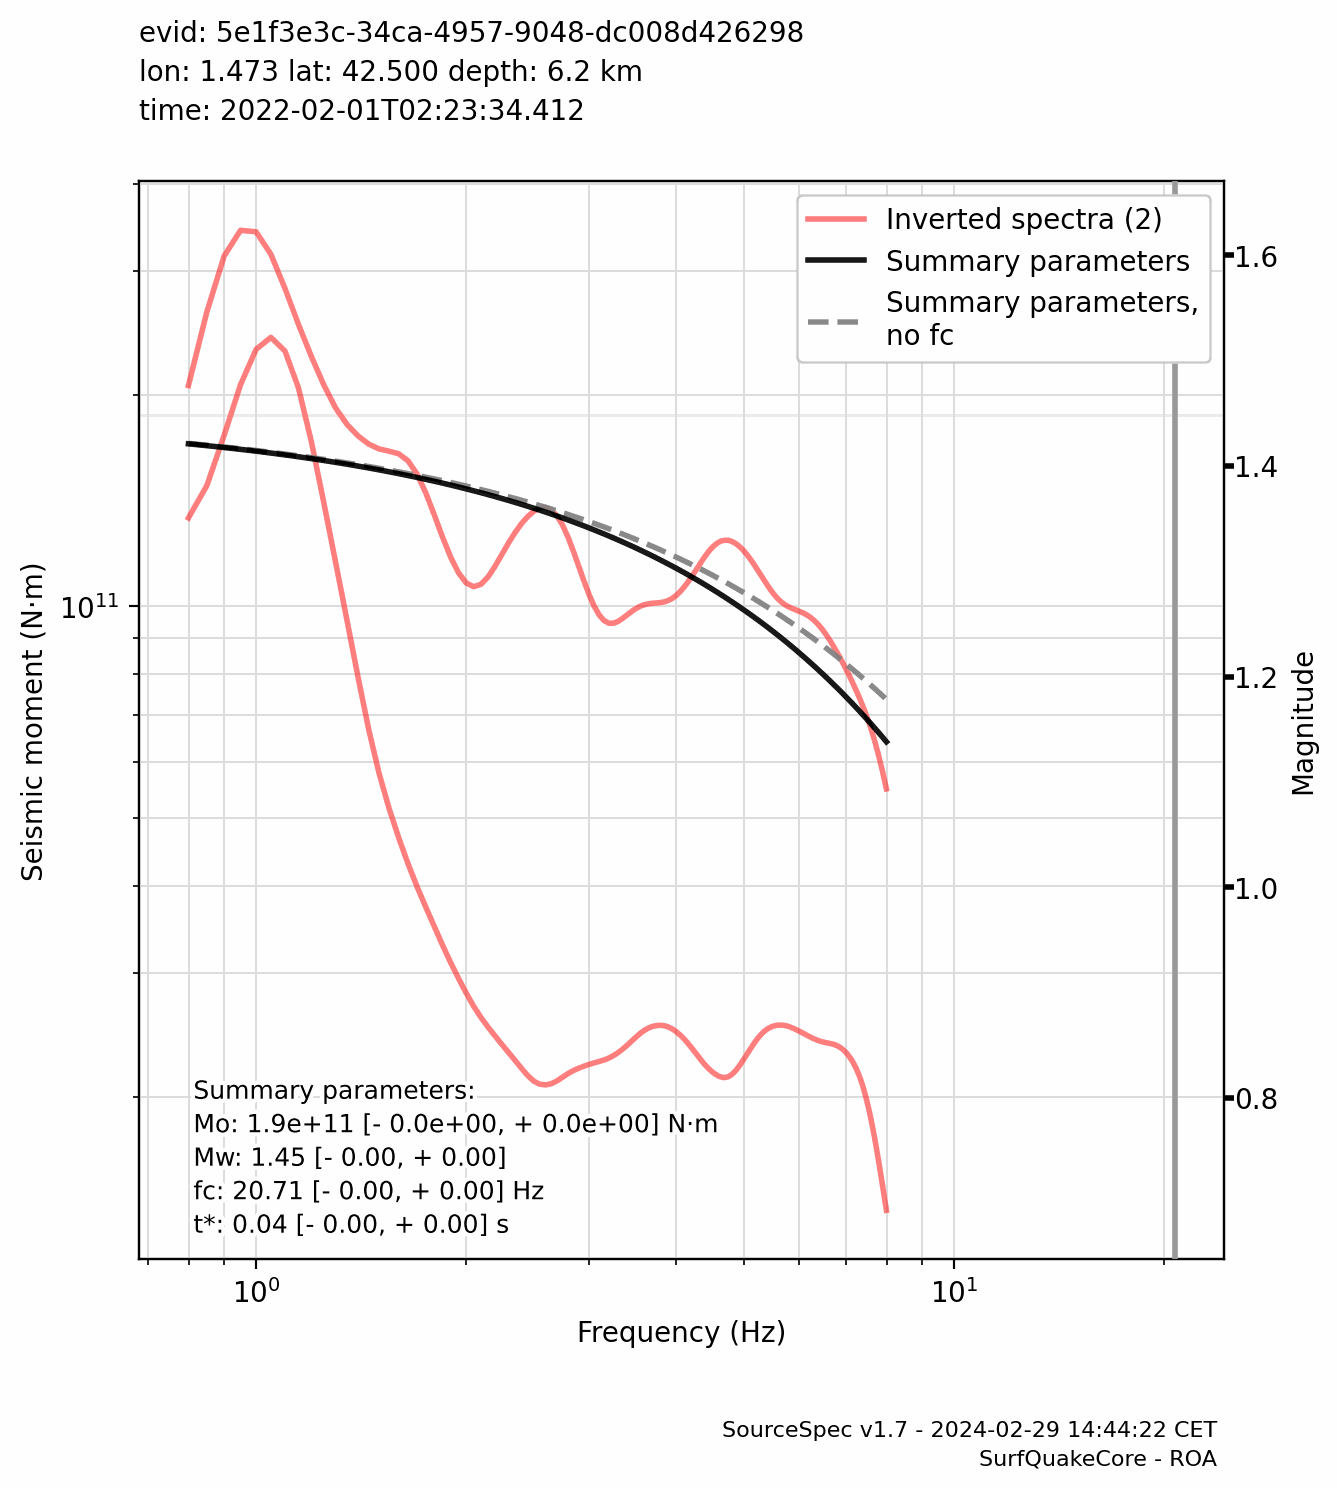 evid: 5e1f3e3c-34ca-4957-9048-dc008d426298
lon: 1.473 lat: 42.500 depth: 6.2 km
time: 2022-02-01T02:23:34.412
Inverted spectra (2)
Summary parameters
Summary parameters,
no fc
1.6
1.4
1.2
1.0
0.8
Magnitude
Seismic moment (N·m)
10¹¹
Summary parameters:
Mo: 1.9e+11 [- 0.0e+00, + 0.0e+00] N·m
Mw: 1.45 [- 0.00, + 0.00]
fc: 20.71 [- 0.00, + 0.00] Hz
t*: 0.04 [- 0.00, + 0.00] s
10⁰ 10¹
Frequency (Hz)
SourceSpec v1.7 - 2024-02-29 14:44:22 CET
SurfQuakeCore - ROA